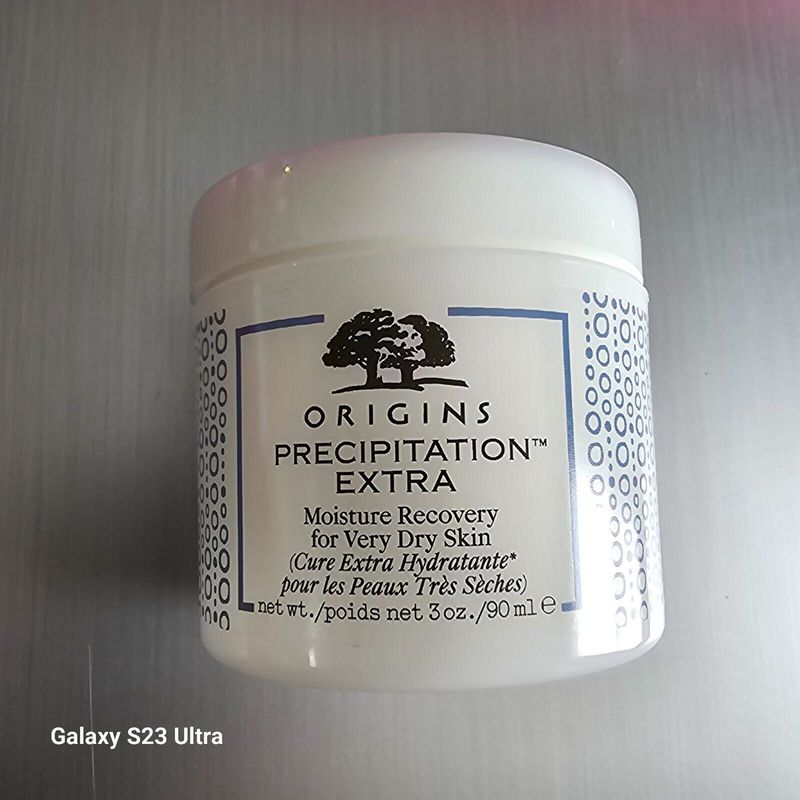 ORIGINS
PRECIPITATION™
EXTRA
Moisture Recovery
for Very Dry Skin
(Cure Extra Hydratante*
pour les Peaux Très Sèches)
net wt./poids net 3 oz./90 ml ℮
Galaxy S23 Ultra